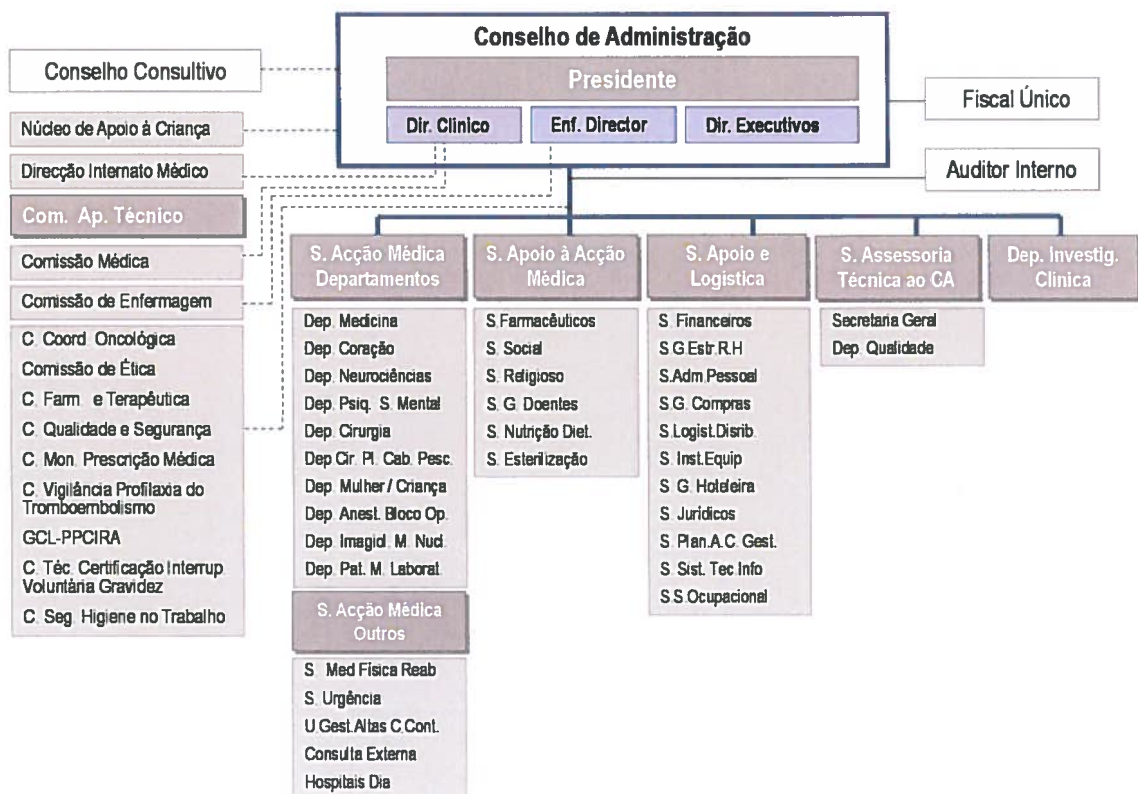 Conselho de Administração
Presidente
Dir. Clinico
Enf. Director
Dir. Executivos
Conselho Consultivo
Fiscal Único
Auditor Interno
Núcleo de Apoio à Criança
Direcção Internato Médico
Com. Ap. Técnico
Comissão Médica
Comissão de Enfermagem
C. Coord. Oncológica
Comissão de Ética
C. Farm. e Terapêutica
C. Qualidade e Segurança
C. Mon. Prescrição Médica
C. Vigilância Profilaxia do
Tromboembolismo
GCL-PPCIRA
C. Téc. Certificação Interrup.
Voluntária Gravidez
C. Seg. Higiene no Trabalho
S. Acção Médica
Departamentos
Dep. Medicina
Dep. Coração
Dep. Neurociências
Dep. Psiq. S. Mental
Dep. Cirurgia
Dep Cir. Pl. Cab. Pesc.
Dep. Mulher / Criança
Dep. Anest. Bloco Op.
Dep. Imagiol. M. Nucl.
Dep. Pat. M. Laborat.
S. Acção Médica
Outros
S. Med Física Reab
S. Urgência
U.Gest.Altas C.Cont.
Consulta Externa
Hospitais Dia
S. Apoio à Acção
Médica
S.Farmacêuticos
S. Social
S. Religioso
S. G. Doentes
S. Nutrição Diet.
S. Esterilização
S. Apoio e
Logística
S. Financeiros
S.G.Estr.R.H
S.Adm.Pessoal
S.G. Compras
S.Logist.Disrib.
S. Inst.Equip
S. G. Hoteleira
S. Jurídicos
S. Plan.A.C. Gest.
S. Sist. Tec Info
S.S.Ocupacional
S. Assessoria
Técnica ao CA
Secretaria Geral
Dep. Qualidade
Dep. Investig.
Clínica